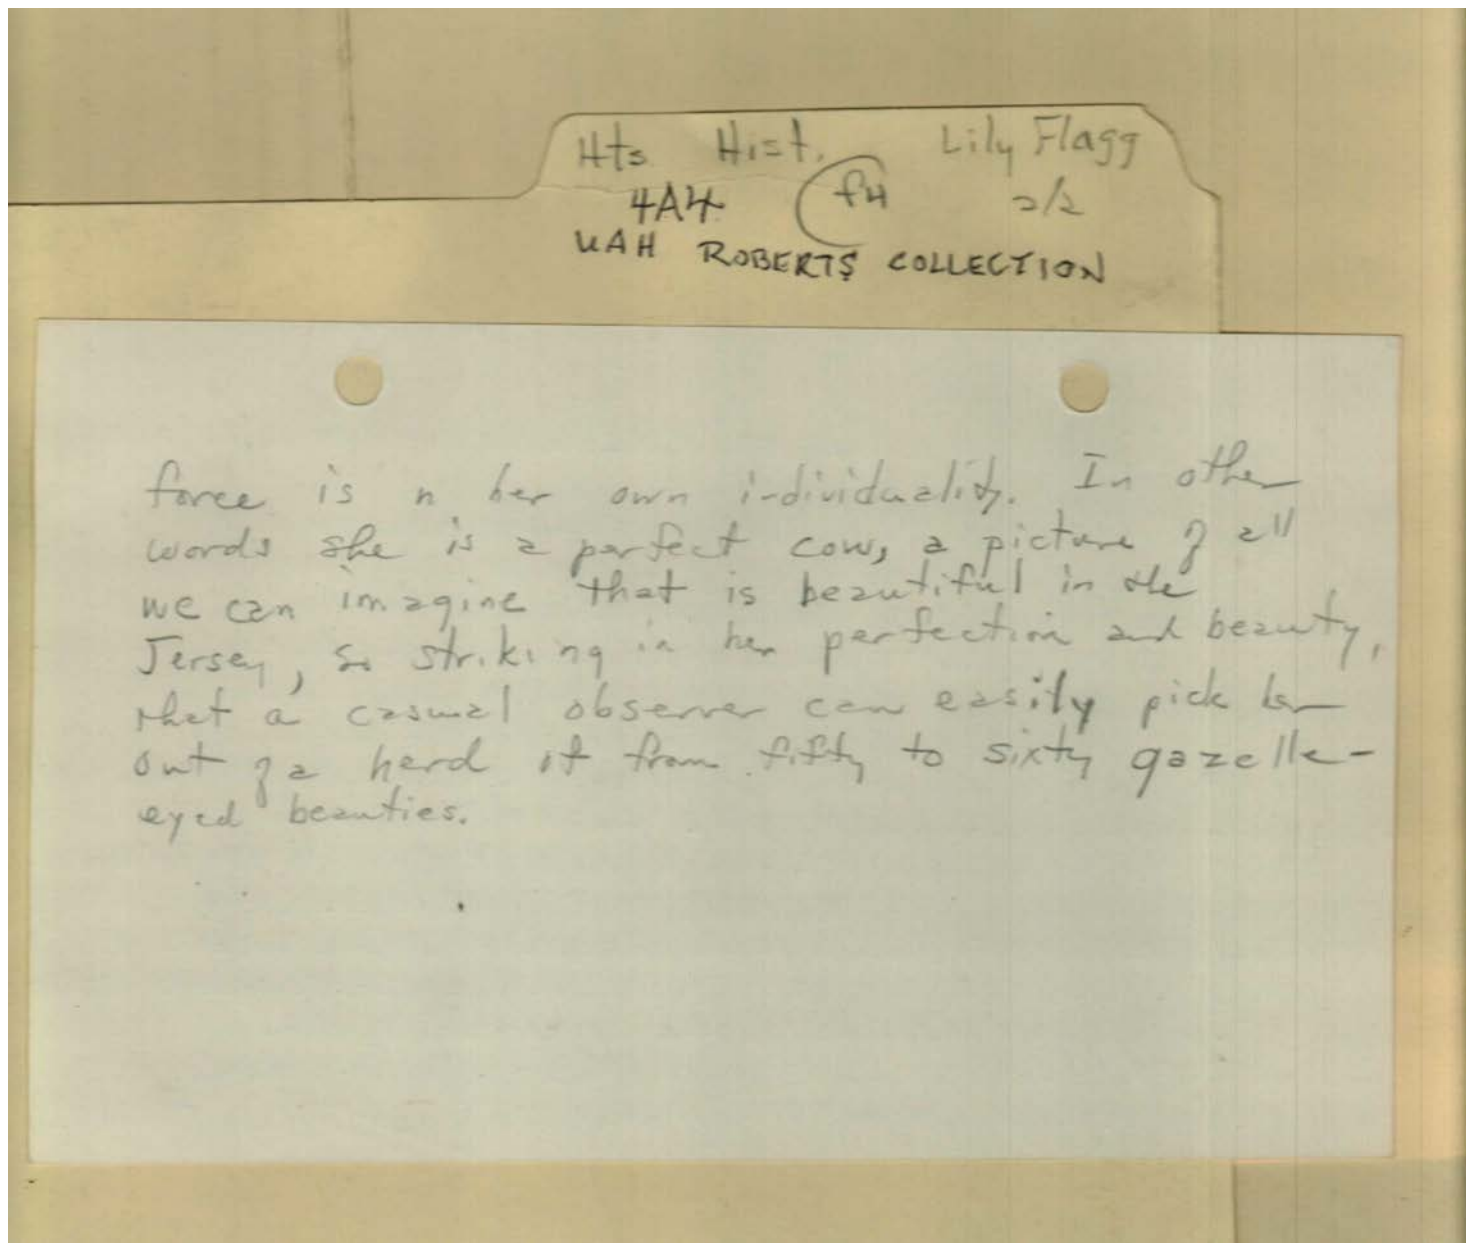 Hts Hist. Lily Flagg
4A4 f4 2/2
UAH ROBERTS COLLECTION
force is n her own individuality. In other
words she is a perfect cow, a picture of all
we can imagine that is beautiful in the
Jersey, so striking in her perfection and beauty,
that a casual observer can easily pick her
out of a herd of from fifty to sixty gazelle-
eyed beauties.